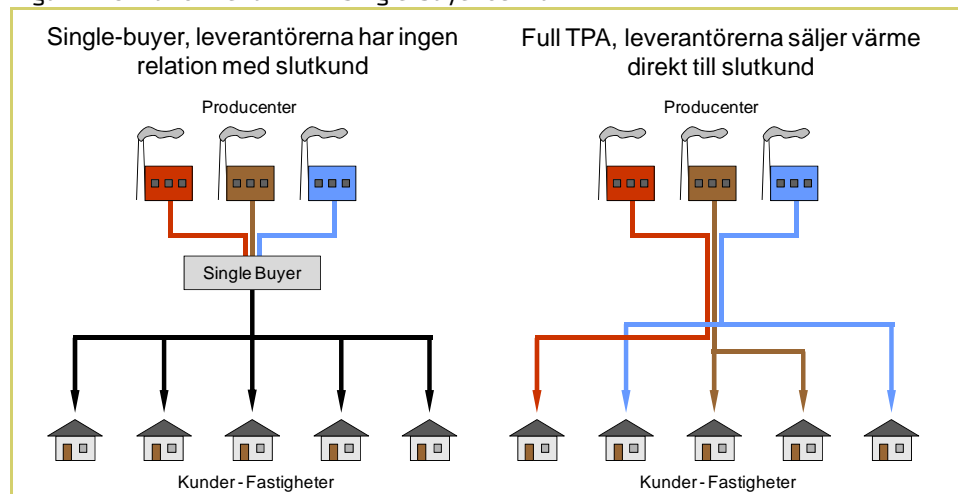 Single-buyer, leverantörerna har ingen
relation med slutkund
Producenter
Single Buyer
Kunder - Fastigheter
Full TPA, leverantörerna säljer värme
direkt till slutkund
Producenter
Kunder - Fastigheter